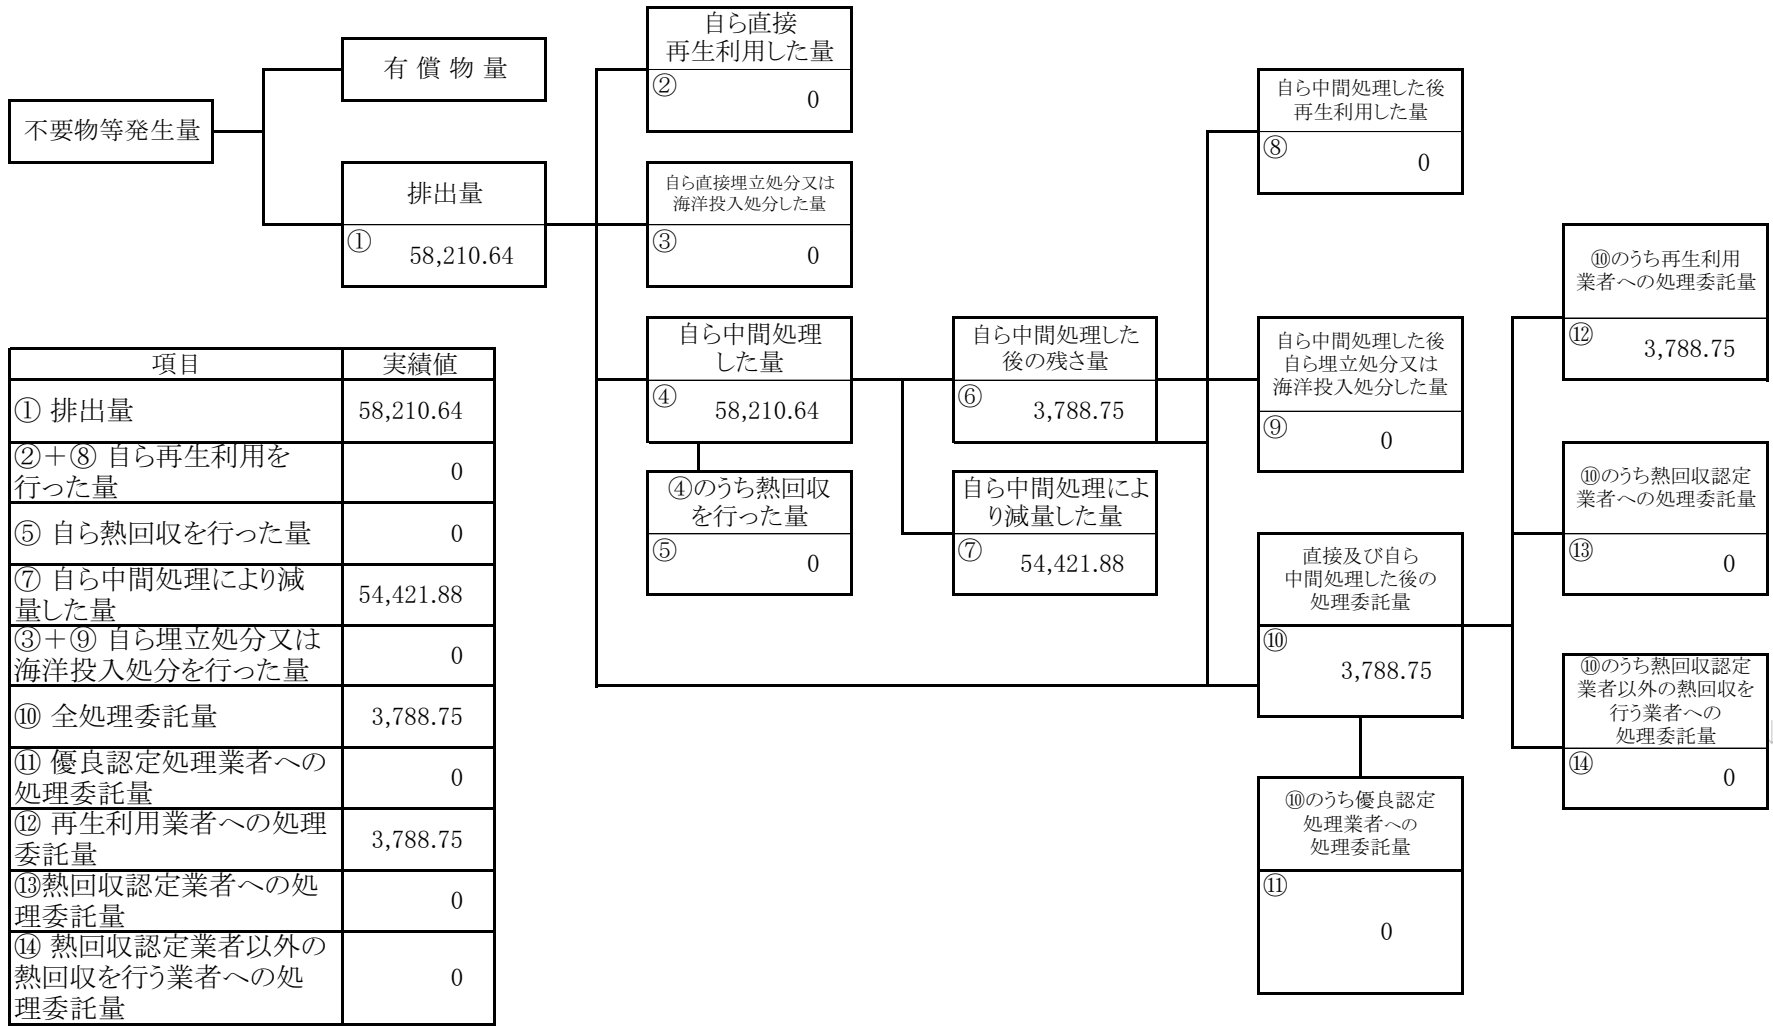 不要物等発生量
有 償 物 量
排出量
①
58,210.64
自ら直接
再生利用した量
②
0
自ら直接埋立処分又は
海洋投入処分した量
③
0
自ら中間処理
した量
④
58,210.64
④のうち熱回収
を行った量
⑤
0
自ら中間処理した
後の残さ量
⑥
3,788.75
自ら中間処理によ
り減量した量
⑦
54,421.88
自ら中間処理した後
再生利用した量
⑧
0
自ら中間処理した後
自ら埋立処分又は
海洋投入処分した量
⑨
0
直接及び自ら
中間処理した後の
処理委託量
⑩
3,788.75
⑩のうち優良認定
処理業者への
処理委託量
⑪
0
⑩のうち再生利用
業者への処理委託量
⑫
3,788.75
⑩のうち熱回収認定
業者への処理委託量
⑬
0
⑩のうち熱回収認定
業者以外の熱回収を
行う業者への
処理委託量
⑭
0
項目 実績値
① 排出量 58,210.64
②＋⑧ 自ら再生利用を
行った量
0
⑤ 自ら熱回収を行った量 0
⑦ 自ら中間処理により減
量した量
54,421.88
③＋⑨ 自ら埋立処分又は
海洋投入処分を行った量
0
⑩ 全処理委託量 3,788.75
⑪ 優良認定処理業者への
処理委託量
0
⑫ 再生利用業者への処理
委託量
3,788.75
⑬熱回収認定業者への処
理委託量
0
⑭ 熱回収認定業者以外の
熱回収を行う業者への処
理委託量
0